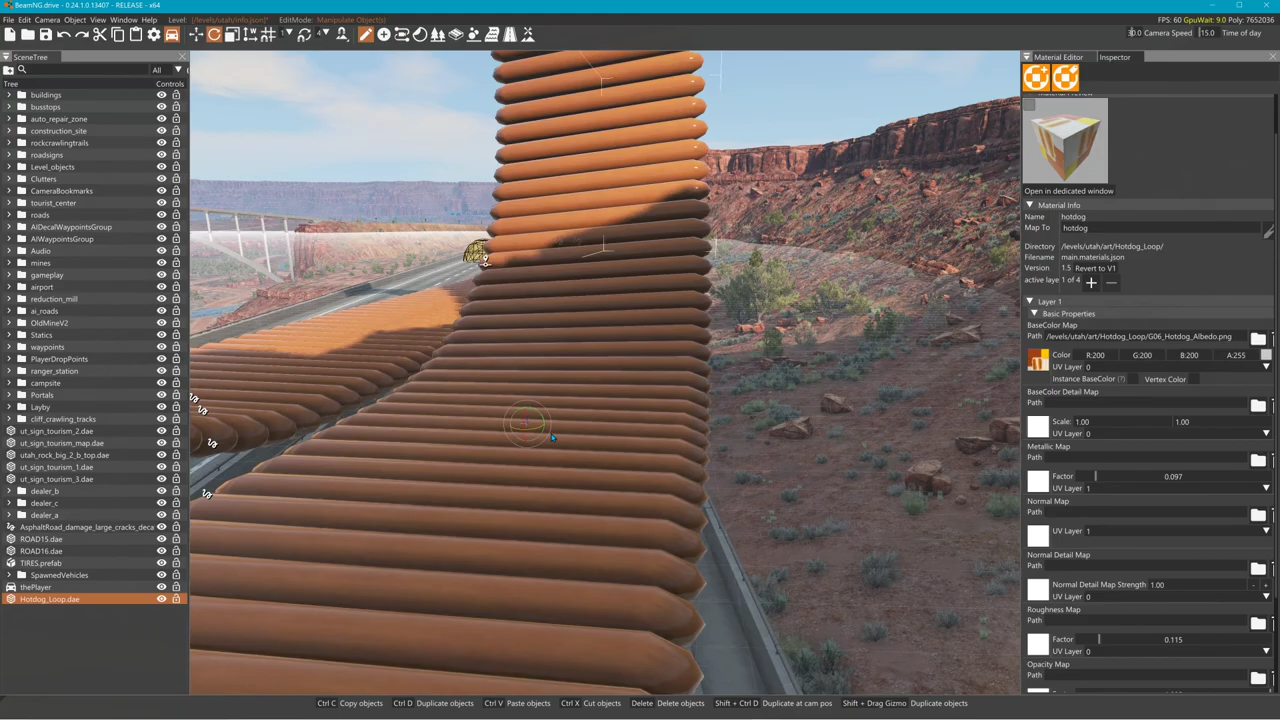 BeamNG.drive - 0.24.1.0.13407 - RELEASE - x64
File Edit Camera Object View Window Help Level: [/levels/utah/info.json]* EditMode: Manipulate Object(s)
FPS: 60 GpuWait: 9.0 Poly: 7652036
30.0 Camera Speed 15.0 Time of day
SceneTree
All
Tree Controls
buildings
busstops
auto_repair_zone
construction_site
rockcrawlingtrails
roadsigns
Level_objects
Clutters
CameraBookmarks
tourist_center
roads
AIDecalWaypointsGroup
AIWaypointsGroup
Audio
mines
gameplay
airport
reduction_mill
ai_roads
OldMineV2
Statics
waypoints
PlayerDropPoints
ranger_station
campsite
Portals
Layby
cliff_crawling_tracks
ut_sign_tourism_2.dae
ut_sign_tourism_map.dae
utah_rock_big_2_b_top.dae
ut_sign_tourism_1.dae
ut_sign_tourism_3.dae
dealer_b
dealer_c
dealer_a
AsphaltRoad_damage_large_cracks_deca
ROAD15.dae
ROAD16.dae
TIRES.prefab
SpawnedVehicles
thePlayer
Hotdog_Loop.dae
Material Editor Inspector
Material Preview
Open in dedicated window
Material Info
Name hotdog
Map To hotdog
Directory /levels/utah/art/Hotdog_Loop/
Filename main.materials.json
Version 1.5 Revert to V1
active laye 1 of 4
Layer 1
Basic Properties
BaseColor Map
Path /levels/utah/art/Hotdog_Loop/G06_Hotdog_Albedo.png
Color R:200 G:200 B:200 A:255
UV Layer 0
Instance BaseColor (?) Vertex Color
BaseColor Detail Map
Path
Scale: 1.00 1.00
UV Layer 0
Metallic Map
Path
Factor 0.097
UV Layer 1
Normal Map
Path
UV Layer 1
Normal Detail Map
Path
Normal Detail Map Strength 1.00 - +
UV Layer 0
Roughness Map
Path
Factor 0.115
UV Layer 0
Opacity Map
Path
Ctrl C Copy objects Ctrl D Duplicate objects Ctrl V Paste objects Ctrl X Cut objects Delete Delete objects Shift + Ctrl D Duplicate at cam pos Shift + Drag Gizmo Duplicate objects